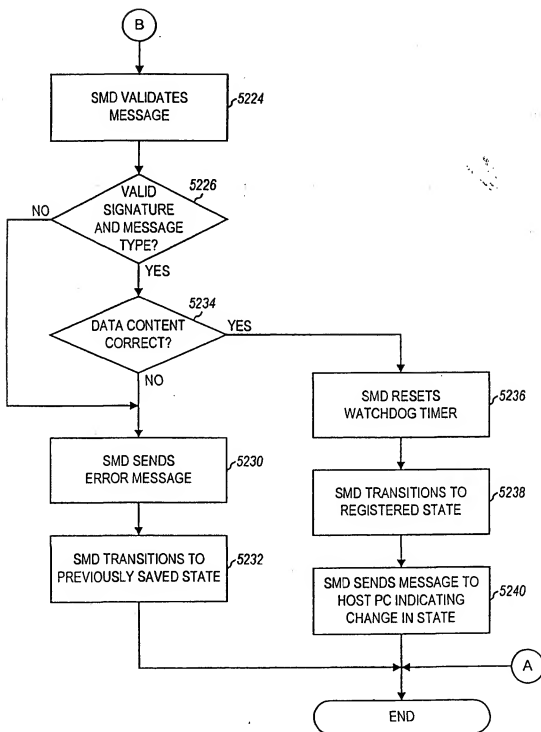 B
SMD VALIDATES
MESSAGE
5224
VALID
SIGNATURE
AND MESSAGE
TYPE?
5226
NO
YES
DATA CONTENT
CORRECT?
5234
YES
NO
SMD RESETS
WATCHDOG TIMER
5236
SMD SENDS
ERROR MESSAGE
5230
SMD TRANSITIONS TO
REGISTERED STATE
5238
SMD TRANSITIONS TO
PREVIOUSLY SAVED STATE
5232
SMD SENDS MESSAGE TO
HOST PC INDICATING
CHANGE IN STATE
5240
A
END